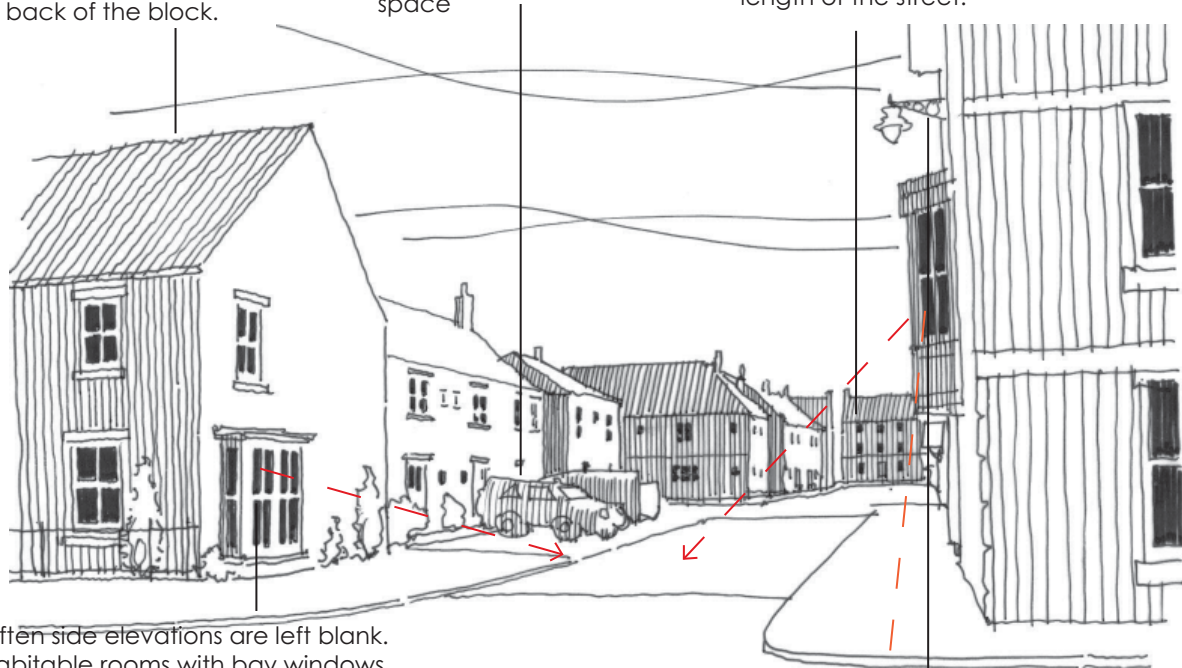 back of the block.
space
length of the street.
ften side elevations are left blank.
abitable rooms with bay windows